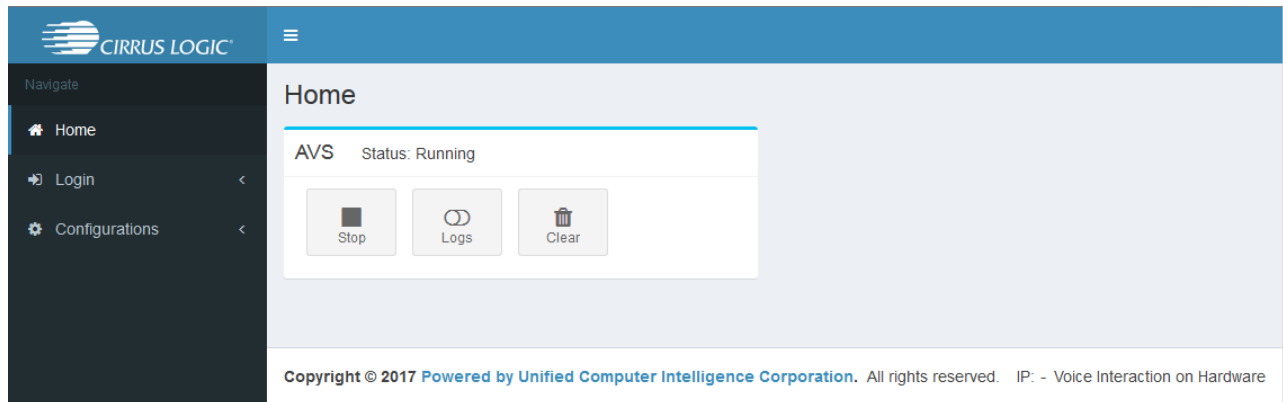 CIRRUS LOGIC®
Navigate
Home
Login
Configurations
Home
AVS Status: Running
Stop Logs Clear
Copyright © 2017 Powered by Unified Computer Intelligence Corporation. All rights reserved. IP: - Voice Interaction on Hardware